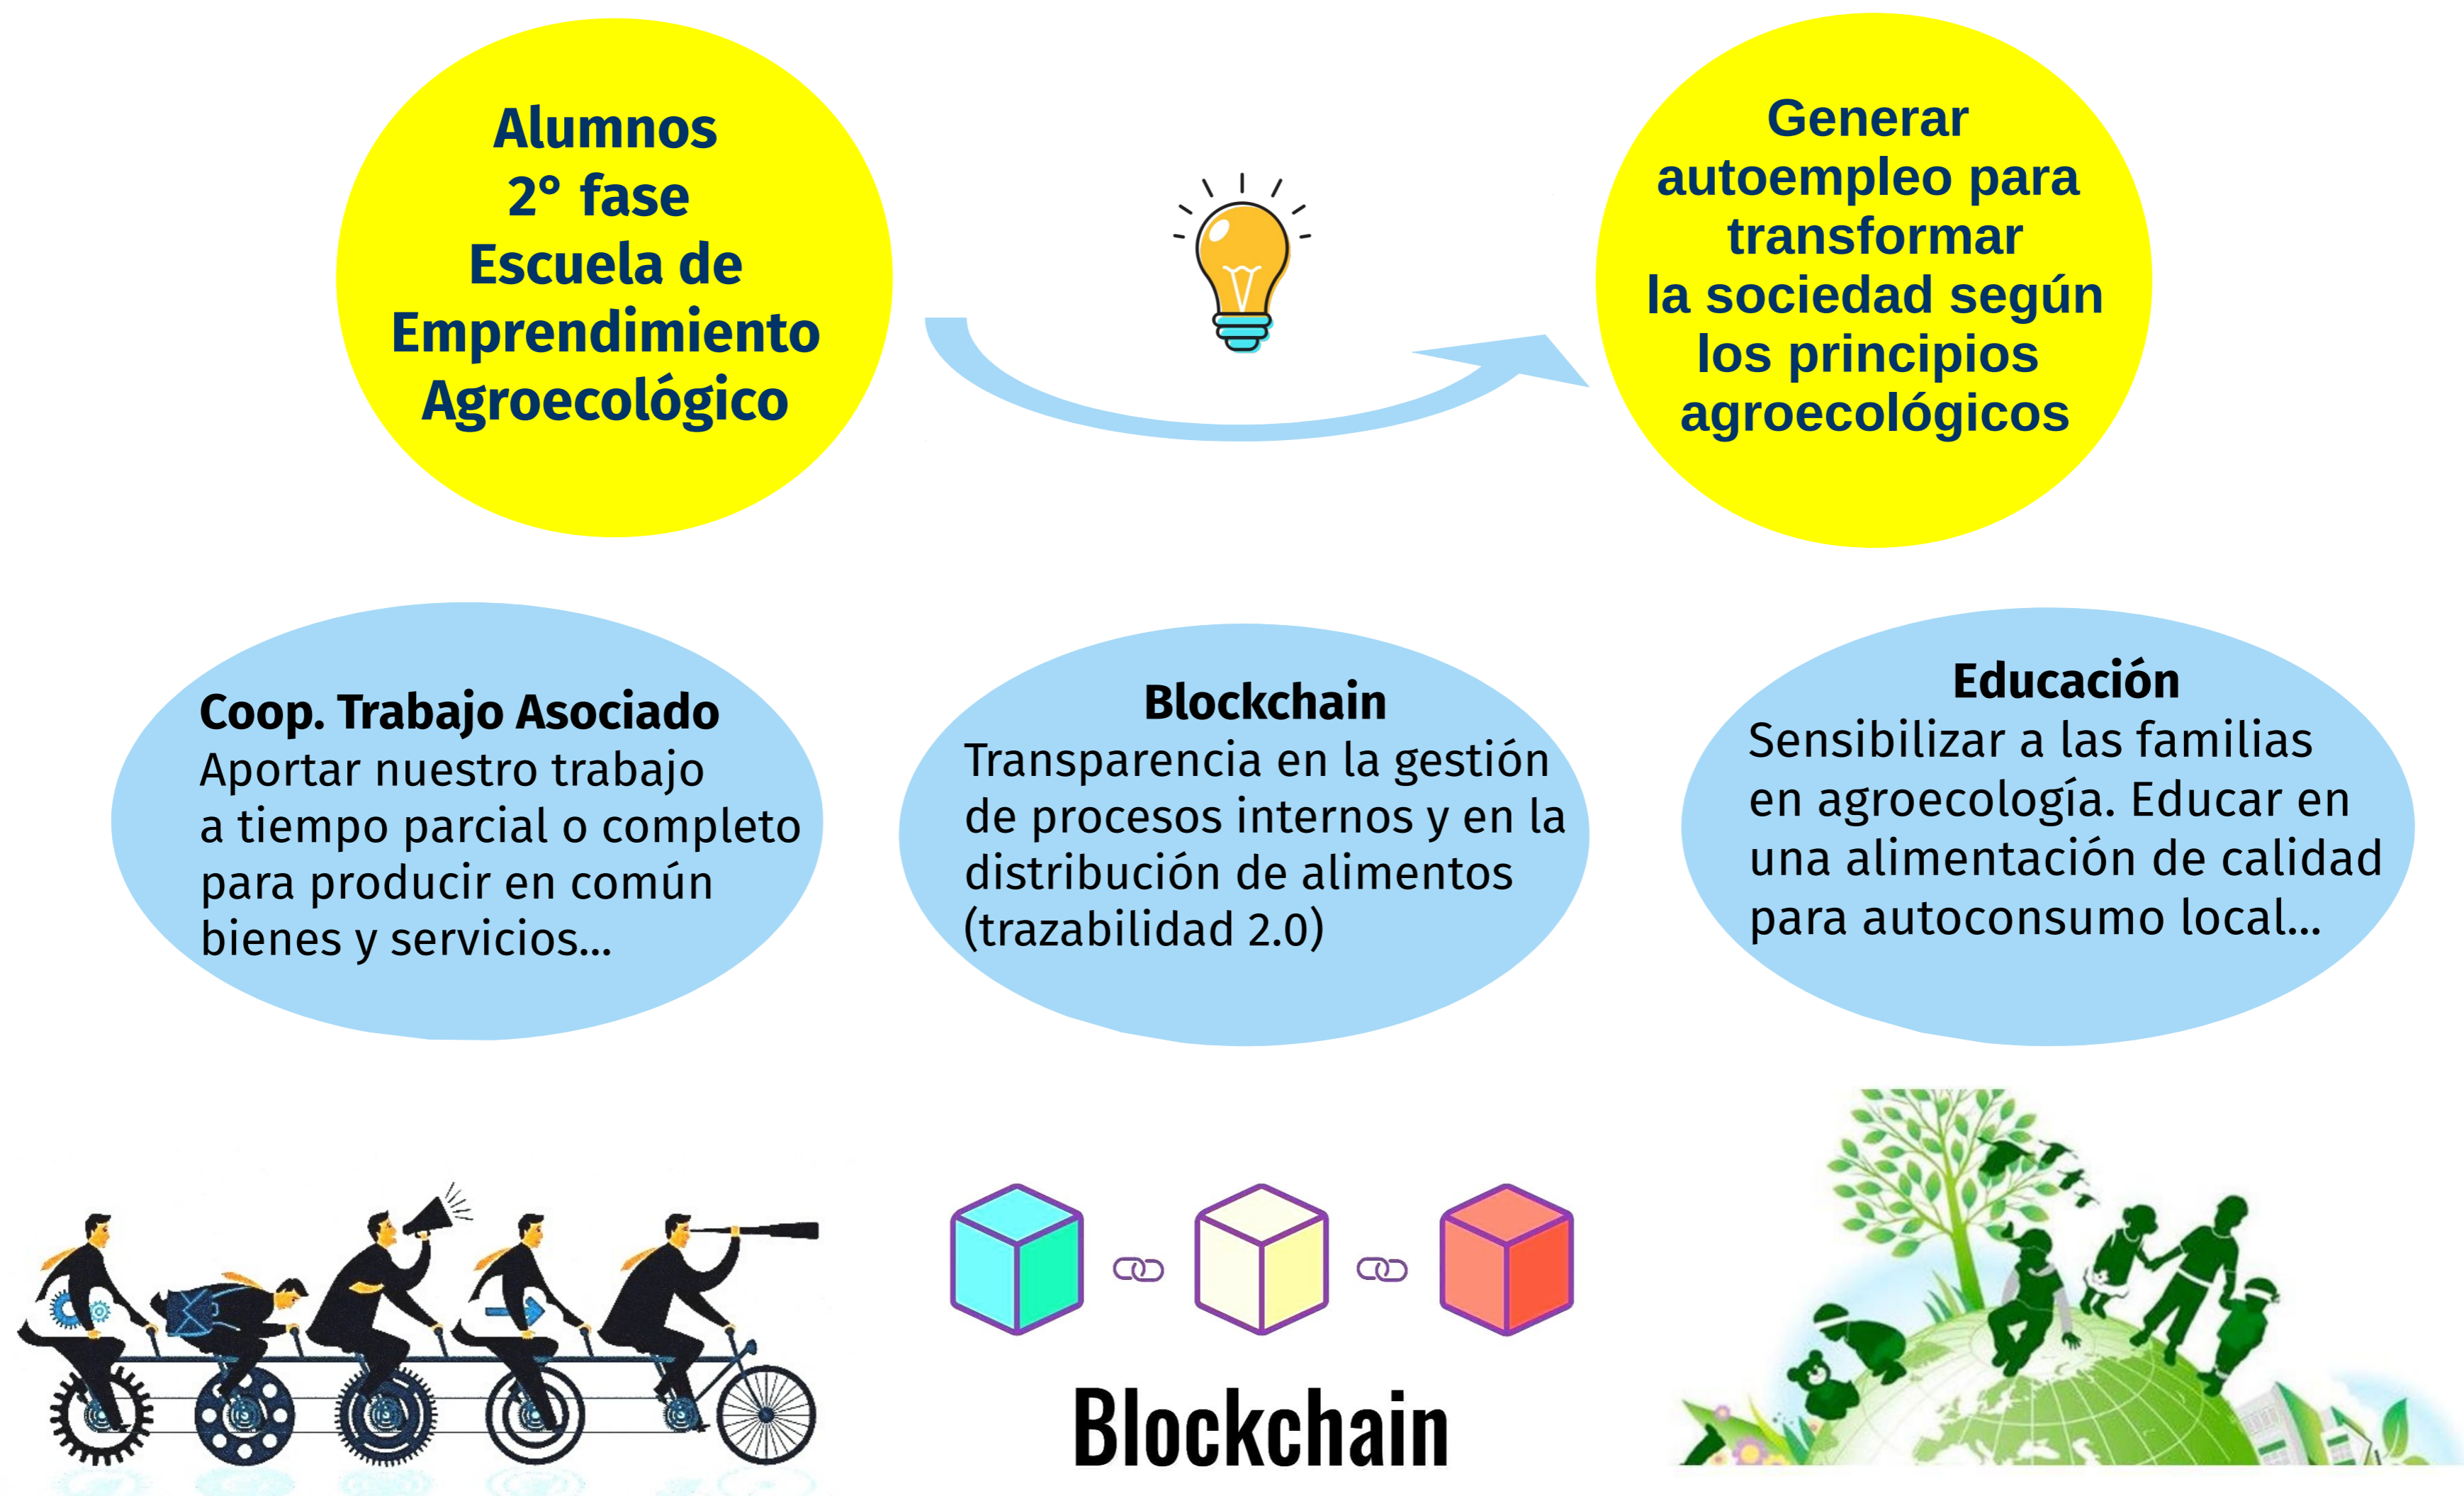 Alumnos
2° fase
Escuela de
Emprendimiento
Agroecológico
Generar
autoempleo para
transformar
la sociedad según
los principios
agroecológicos
Coop. Trabajo Asociado
Aportar nuestro trabajo
a tiempo parcial o completo
para producir en común
bienes y servicios...
Blockchain
Transparencia en la gestión
de procesos internos y en la
distribución de alimentos
(trazabilidad 2.0)
Educación
Sensibilizar a las familias
en agroecología. Educar en
una alimentación de calidad
para autoconsumo local...
Blockchain